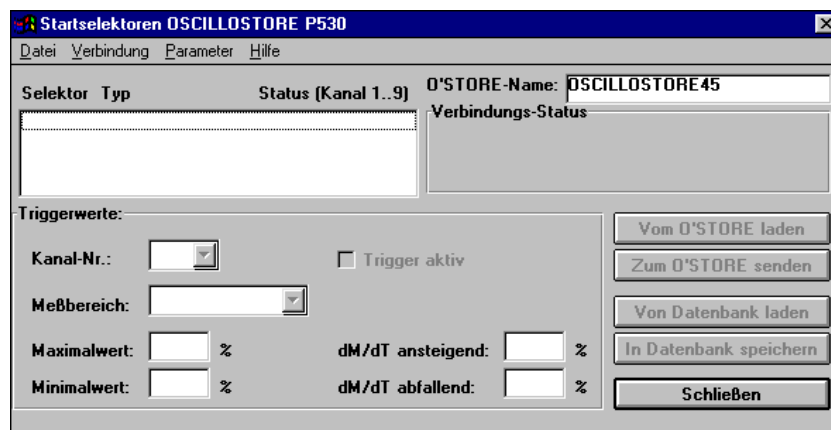 Startselektoren OSCILLOSTORE P530
Datei Verbindung Parameter Hilfe
Selektor Typ Status (Kanal 1..9)
O'STORE-Name: OSCILLOSTORE45
Verbindungs-Status
Triggerwerte:
Kanal-Nr.: Trigger aktiv
Meßbereich:
Maximalwert: % dM/dT ansteigend: %
Minimalwert: % dM/dT abfallend: %
Vom O'STORE laden
Zum O'STORE senden
Von Datenbank laden
In Datenbank speichern
Schließen